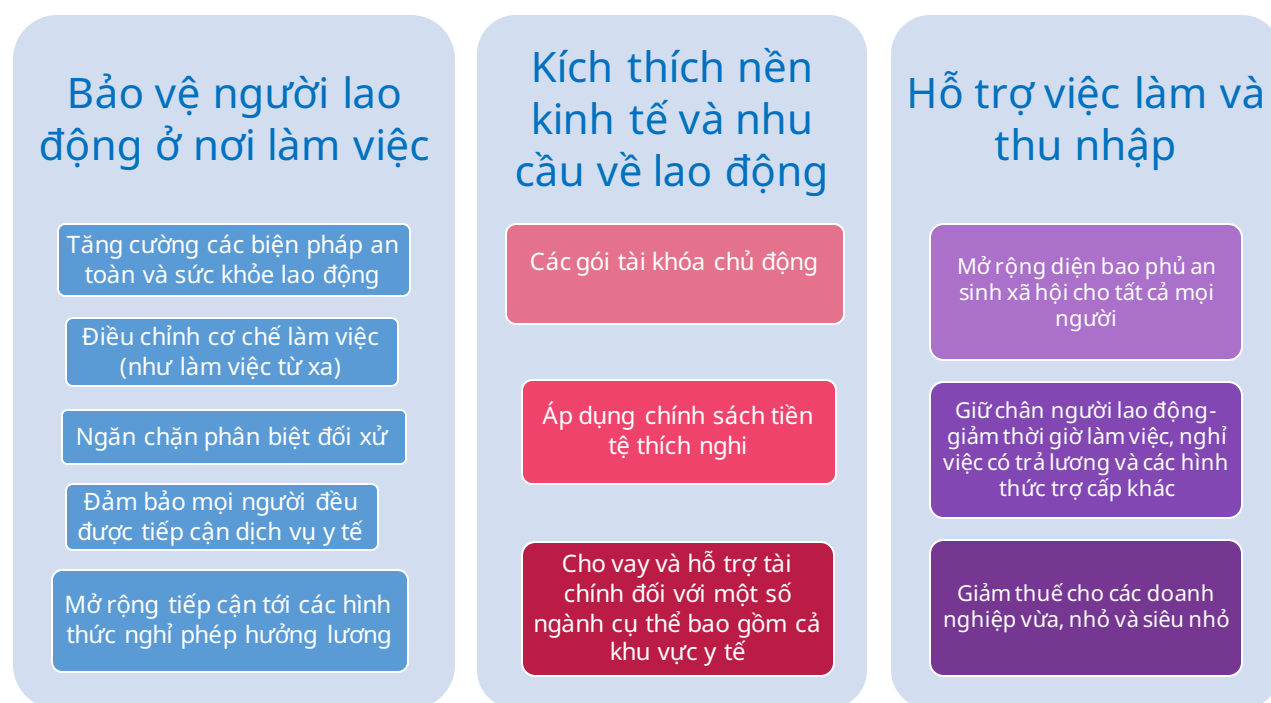 Bảo vệ người lao
động ở nơi làm việc
Tăng cường các biện pháp an
toàn và sức khỏe lao động
Điều chỉnh cơ chế làm việc
(như làm việc từ xa)
Ngăn chặn phân biệt đối xử
Đảm bảo mọi người đều
được tiếp cận dịch vụ y tế
Mở rộng tiếp cận tới các hình
thức nghỉ phép hưởng lương
Kích thích nền
kinh tế và nhu
cầu về lao động
Các gói tài khóa chủ động
Áp dụng chính sách tiền
tệ thích nghi
Cho vay và hỗ trợ tài
chính đối với một số
ngành cụ thể bao gồm cả
khu vực y tế
Hỗ trợ việc làm và
thu nhập
Mở rộng diện bao phủ an
sinh xã hội cho tất cả mọi
người
Giữ chân người lao động-
giảm thời giờ làm việc, nghỉ
việc có trả lương và các hình
thức trợ cấp khác
Giảm thuế cho các doanh
nghiệp vừa, nhỏ và siêu nhỏ